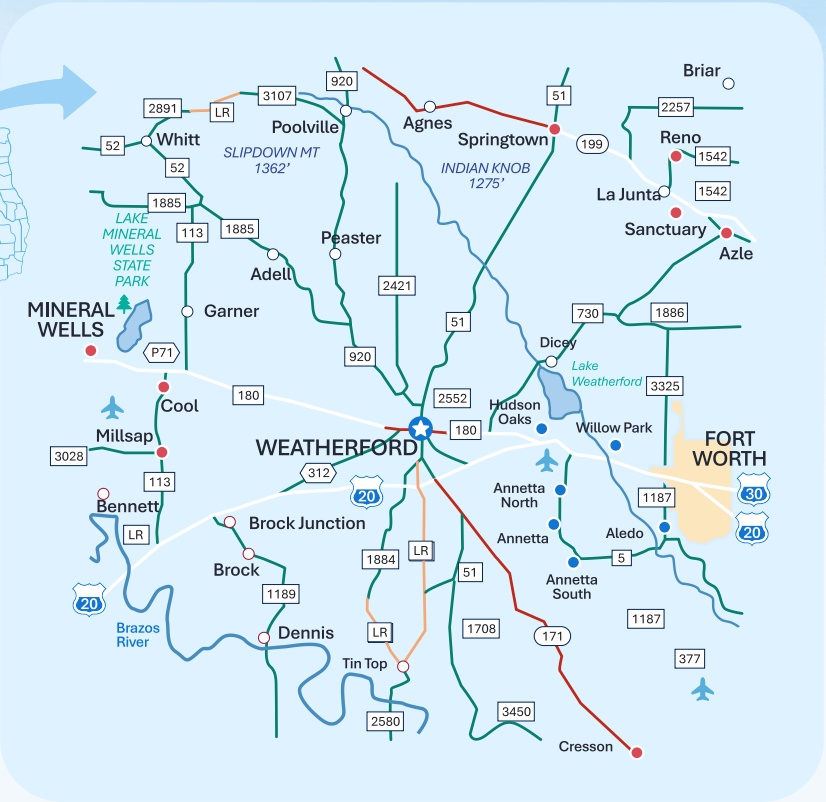 Briar
920
3107
51
2891
LR
2257
Agnes
Poolville
Springtown
199
Reno
52
Whitt
SLIPDOWN MT
1362’
INDIAN KNOB
1275’
1542
52
La Junta
1542
1885
LAKE
MINERAL
WELLS
STATE
PARK
113
1885
Sanctuary
Peaster
Azle
Adell
2421
MINERAL
WELLS
Garner
51
730
1886
P71
920
Dicey
Lake
Weatherford
3325
180
Cool
2552
Hudson
Oaks
180
Willow Park
Millsap
WEATHERFORD
FORT
WORTH
3028
312
113
20
Annetta
North
1187
30
Bennett
20
Brock Junction
Annetta
Aledo
LR
LR
1884
5
Brock
51
Annetta
South
1189
20
Brazos
River
Dennis
LR
1708
171
1187
Tin Top
377
2580
3450
Cresson